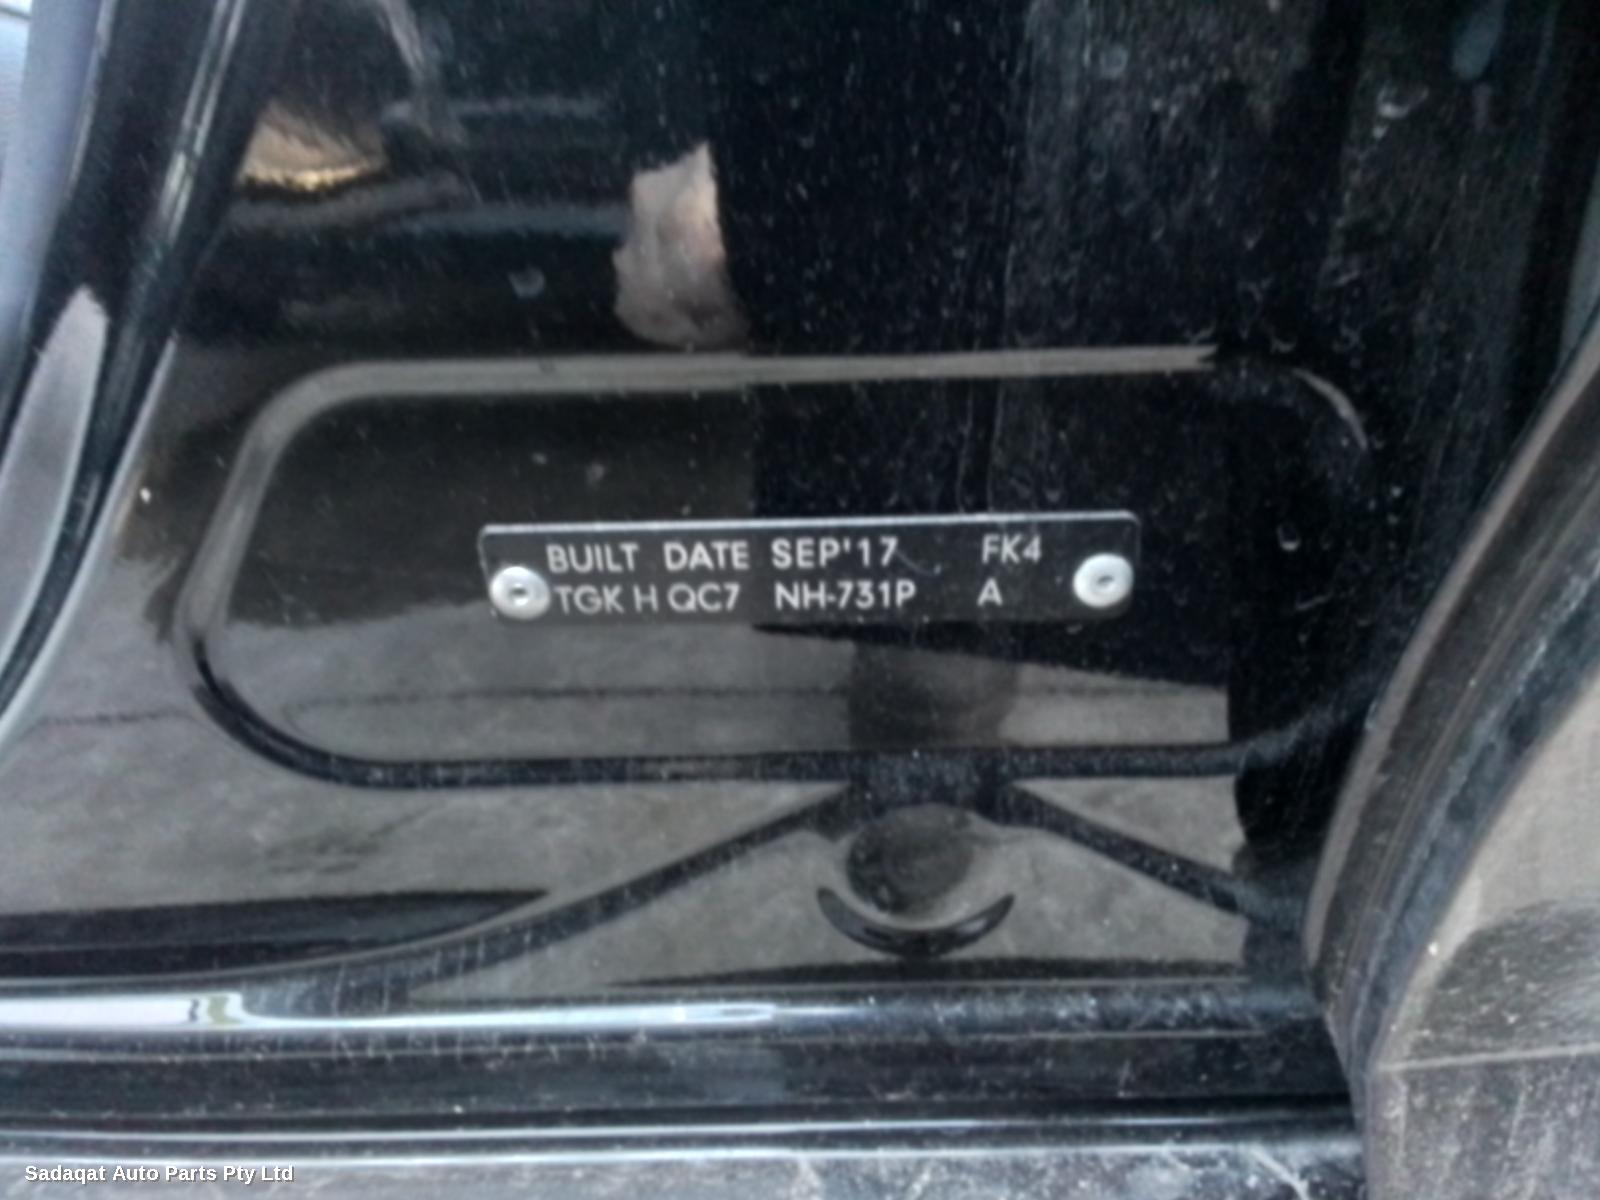 BUILT DATE SEP'17 FK4
TGK H QC7 NH-731P A
Sadaqat Auto Parts Pty Ltd